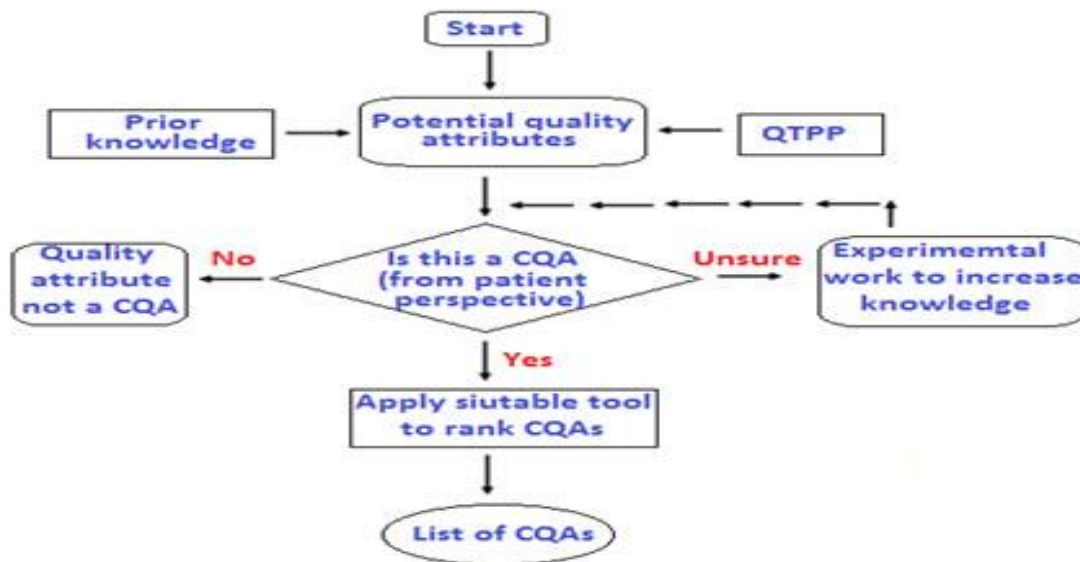 Start
Prior
knowledge
Potential quality
attributes
QTPP
Quality
attribute
not a CQA
No
Is this a CQA
(from patient
perspective)
Unsure
Experimemtal
work to increase
knowledge
Yes
Apply siutable tool
to rank CQAs
List of CQAs